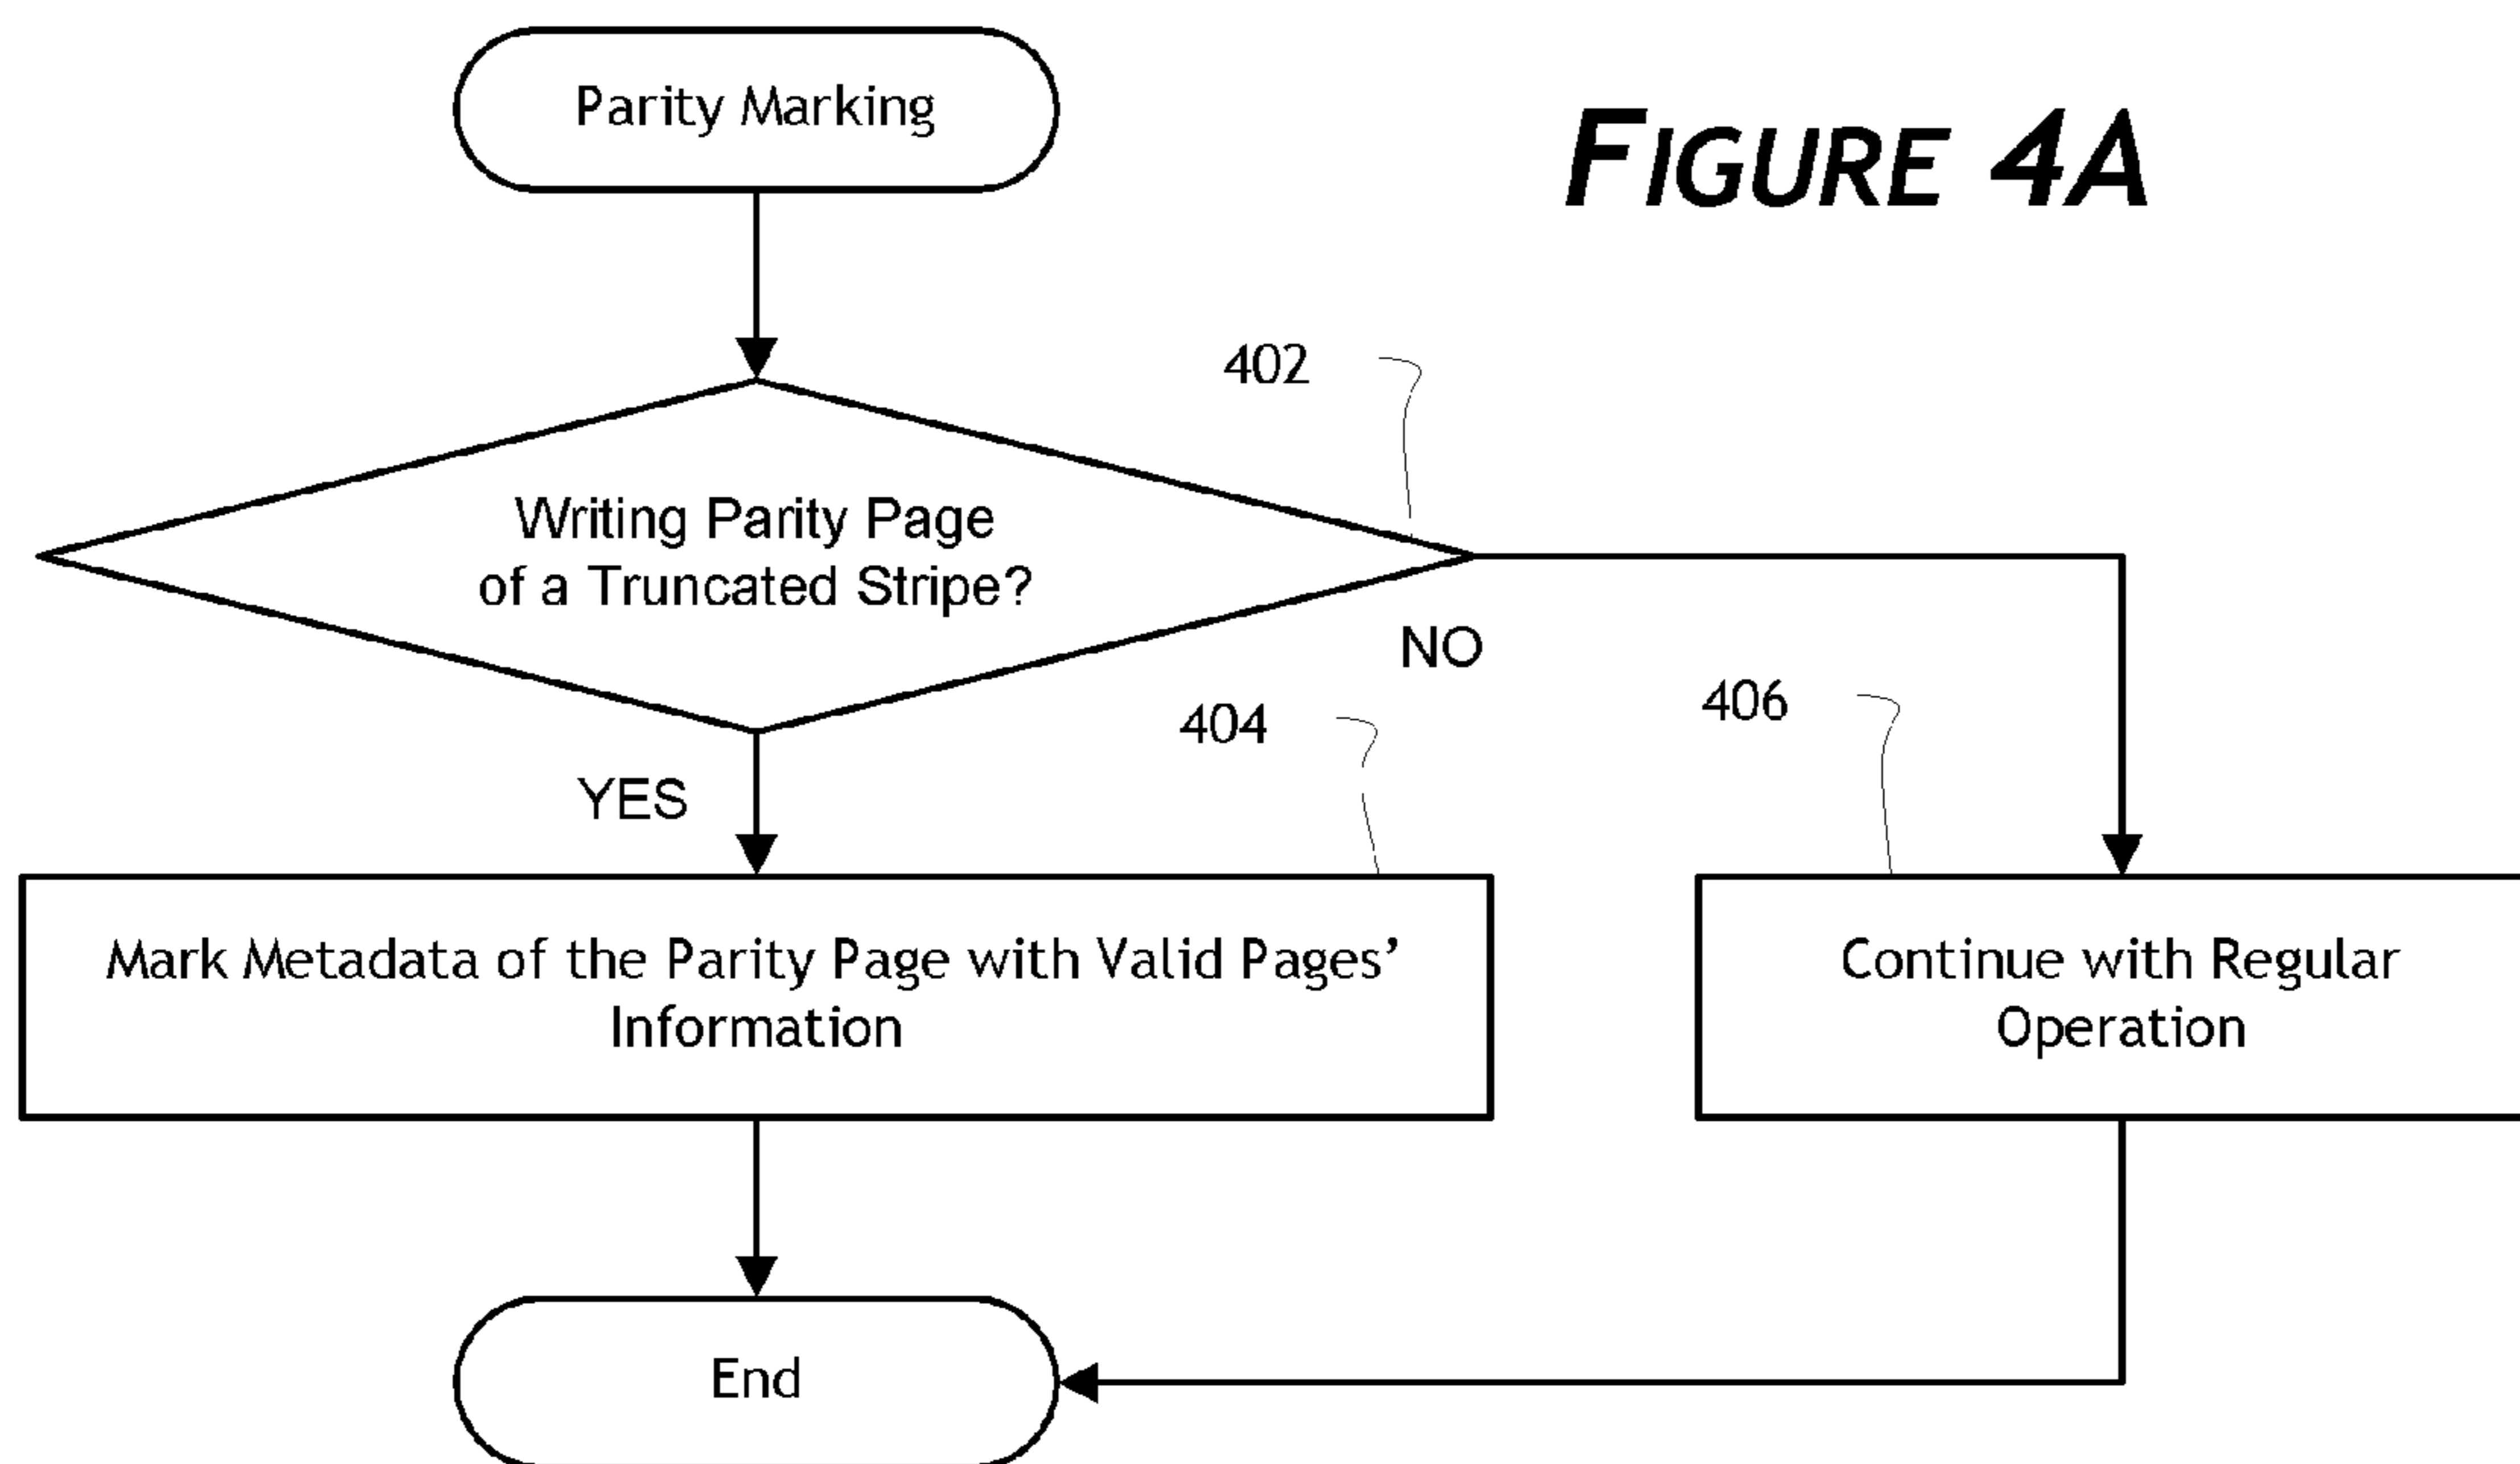 Parity Marking
FIGURE 4A
402
Writing Parity Page
of a Truncated Stripe?
NO
404
406
YES
Mark Metadata of the Parity Page with Valid Pages’
Information
Continue with Regular
Operation
End